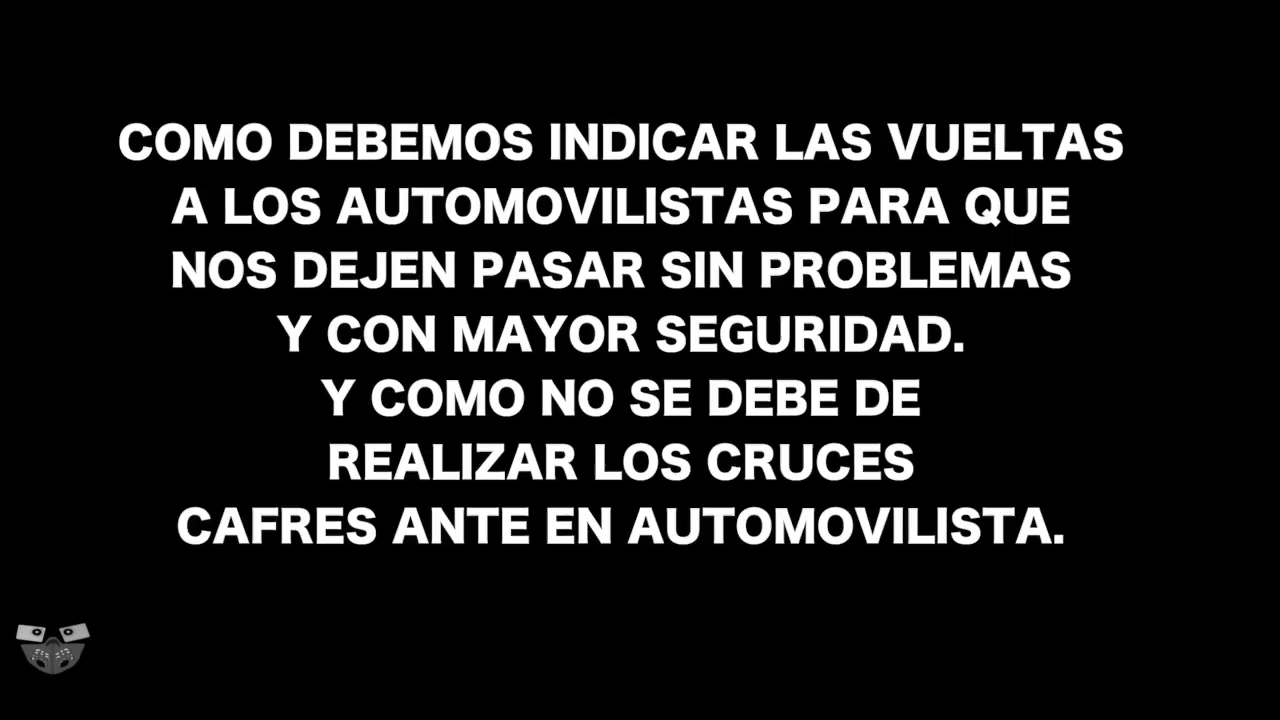 COMO DEBEMOS INDICAR LAS VUELTAS
A LOS AUTOMOVILISTAS PARA QUE
NOS DEJEN PASAR SIN PROBLEMAS
Y CON MAYOR SEGURIDAD.
Y COMO NO SE DEBE DE
REALIZAR LOS CRUCES
CAFRES ANTE EN AUTOMOVILISTA.